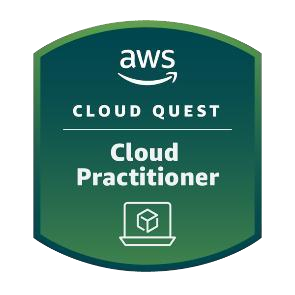 aws
CLOUD QUEST
Cloud
Practitioner